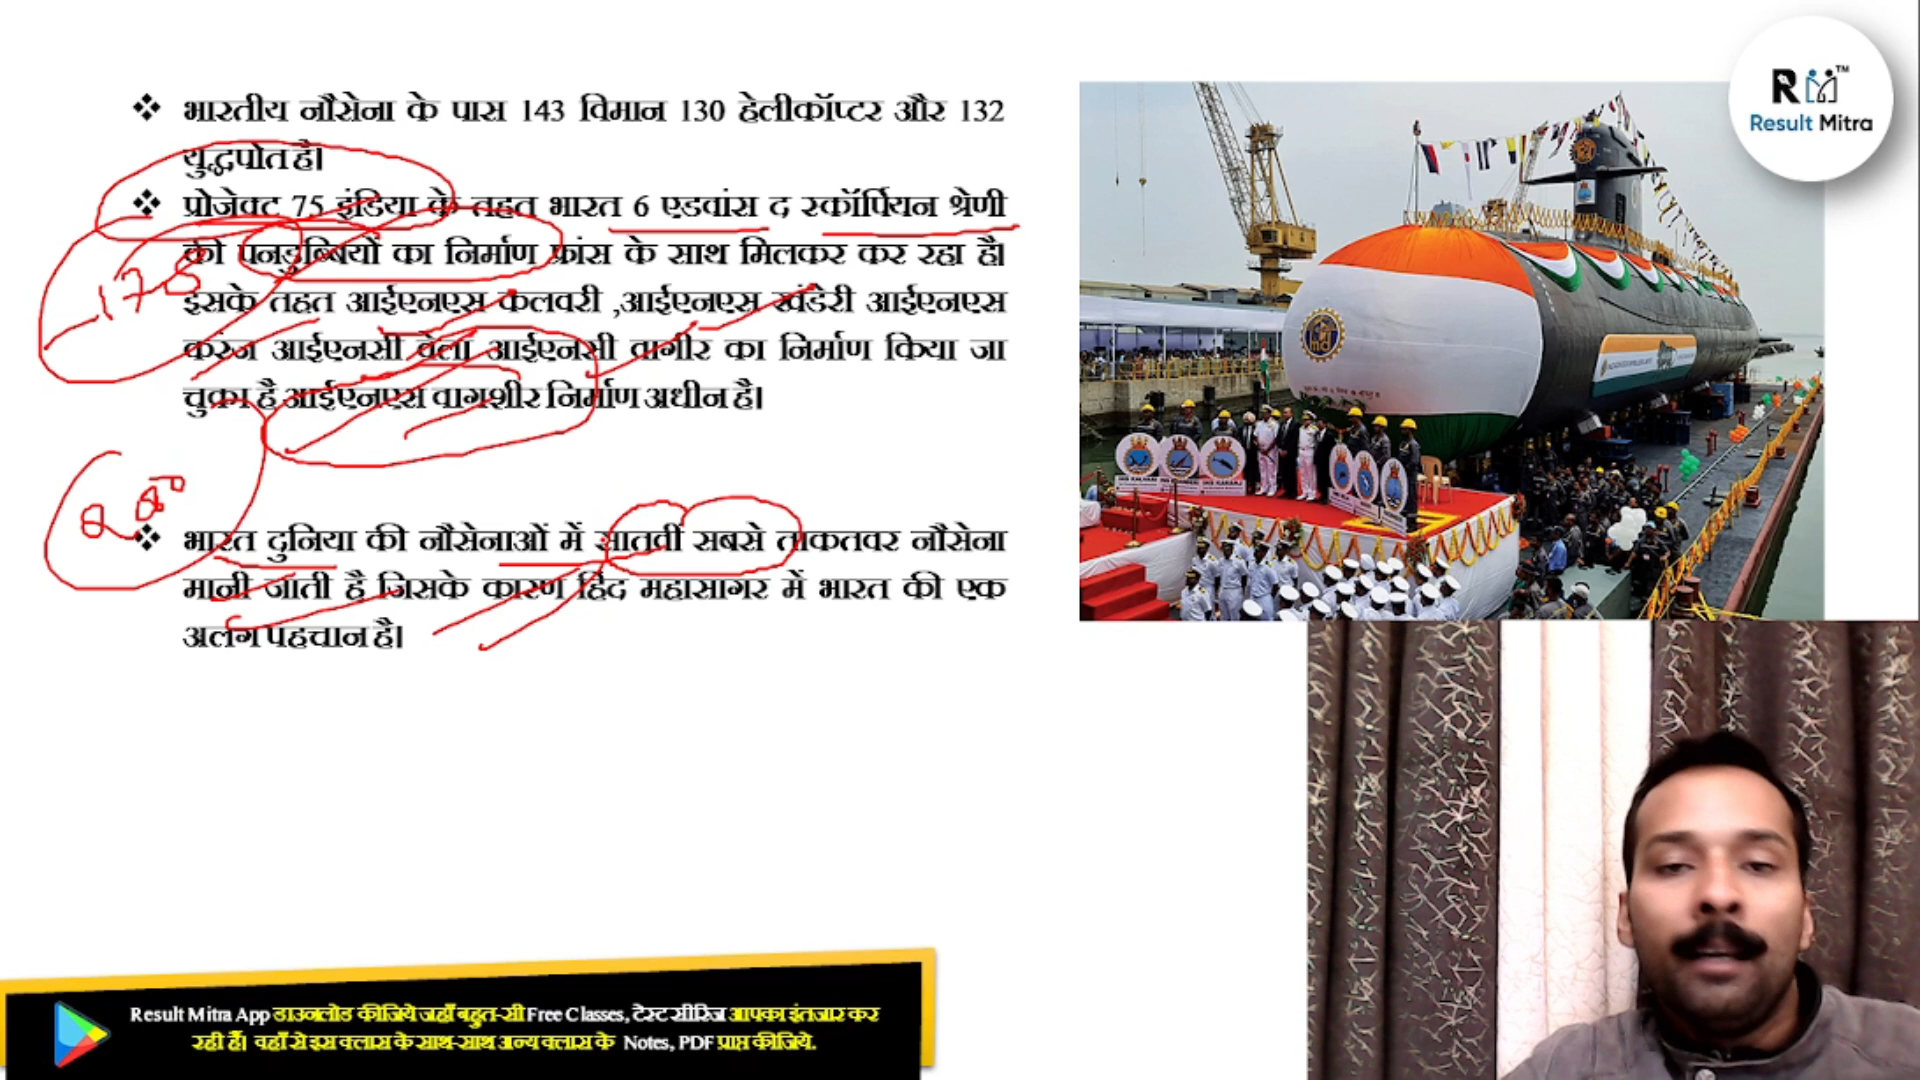 भारतीय नौसेना के पास 143 विमान 130 हेलीकॉप्टर और 132
युद्धपोत है।
प्रोजेक्ट 75 इंडिया के तहत भारत 6 एडवांस द स्कॉर्पियन श्रेणी
की पनडुब्बियों का निर्माण फ्रांस के साथ मिलकर कर रहा है।
इसके तहत आईएनएस कलवरी ,आईएनएस खंडेरी आईएनएस
करंज आईएनसी वेला आईएनसी वागीर का निर्माण किया जा
चुका है आईएनएस वागशीर निर्माण अधीन है।
175
200
भारत दुनिया की नौसेनाओं में सातवीं सबसे ताकतवर नौसेना
मानी जाती है जिसके कारण हिंद महासागर में भारत की एक
अलग पहचान है।
RM™
Result Mitra
Result Mitra App डाउनलोड कीजिये जहाँ बहुत-सी Free Classes, टेस्ट सीरिज आपका इंतजार कर
रही हैं। वहाँ से इस क्लास के साथ-साथ अन्य क्लास के Notes, PDF प्राप्त कीजिये.